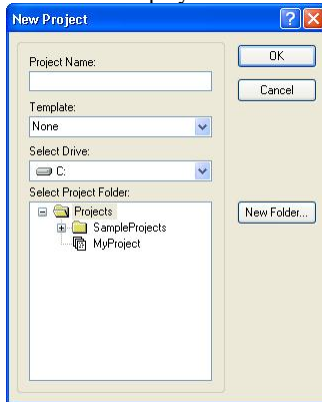 New Project
Project Name:
OK
Cancel
Template:
None
Select Drive:
C:
Select Project Folder:
Projects
SampleProjects
MyProject
New Folder...